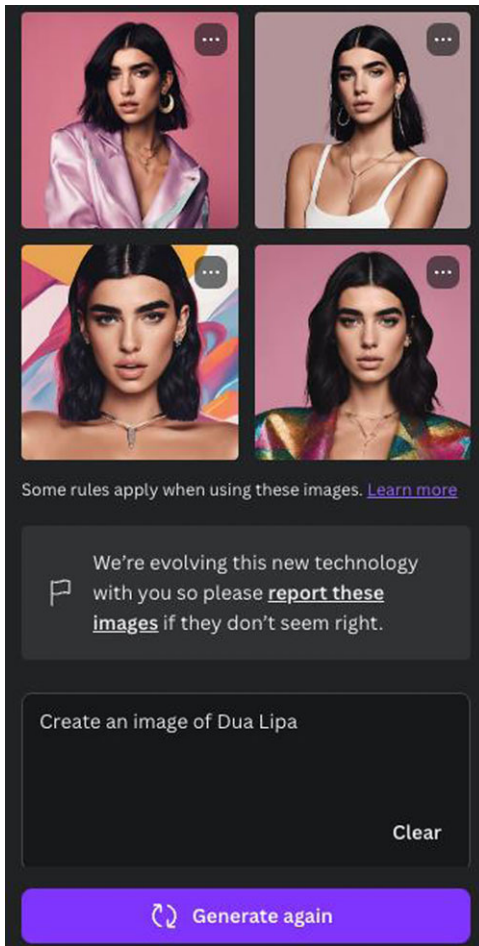 Some rules apply when using these images. Learn more
We’re evolving this new technology
with you so please report these
images if they don’t seem right.
Create an image of Dua Lipa
Clear
Generate again